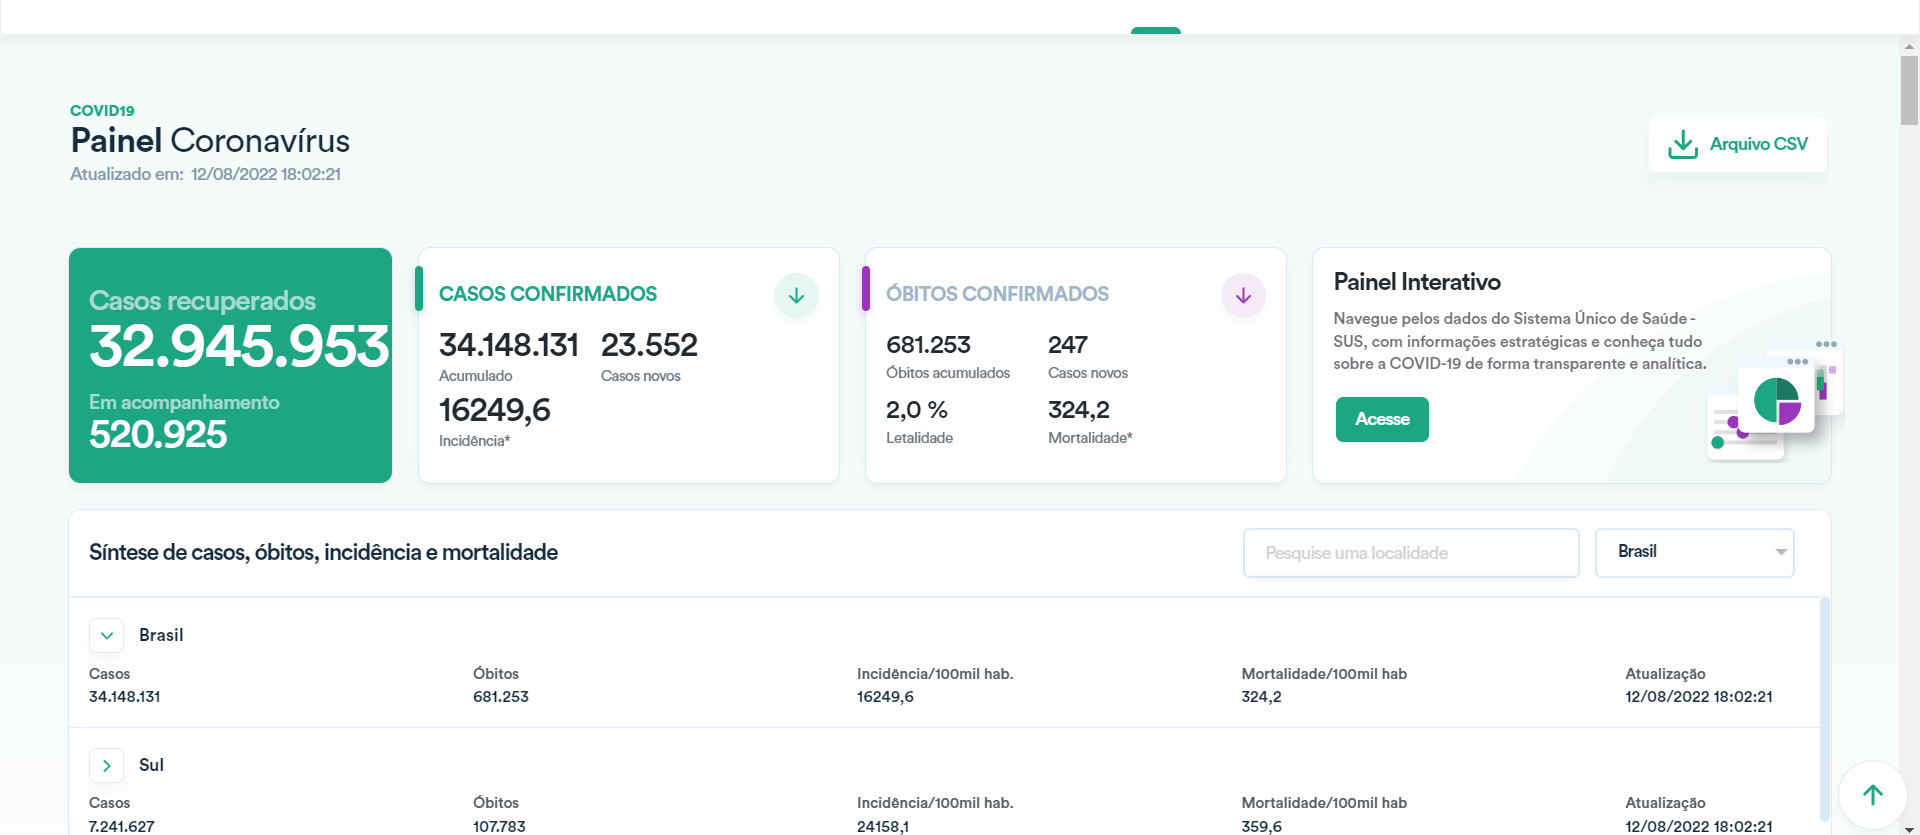 COVID19
Painel Coronavírus
Atualizado em: 12/08/2022 18:02:21
Arquivo CSV
Casos recuperados
32.945.953
Em acompanhamento
520.925
CASOS CONFIRMADOS
34.148.131 23.552
Acumulado Casos novos
16249,6
Incidência*
ÓBITOS CONFIRMADOS
681.253 247
Óbitos acumulados Casos novos
2,0 % 324,2
Letalidade Mortalidade*
Painel Interativo
Navegue pelos dados do Sistema Único de Saúde -
SUS, com informações estratégicas e conheça tudo
sobre a COVID-19 de forma transparente e analítica.
Acesse
Síntese de casos, óbitos, incidência e mortalidade
Pesquise uma localidade
Brasil
Brasil
Casos Óbitos Incidência/100mil hab. Mortalidade/100mil hab Atualização
34.148.131 681.253 16249,6 324,2 12/08/2022 18:02:21
Sul
Casos Óbitos Incidência/100mil hab. Mortalidade/100mil hab Atualização
7.241.627 107.783 24158,1 359,6 12/08/2022 18:02:21